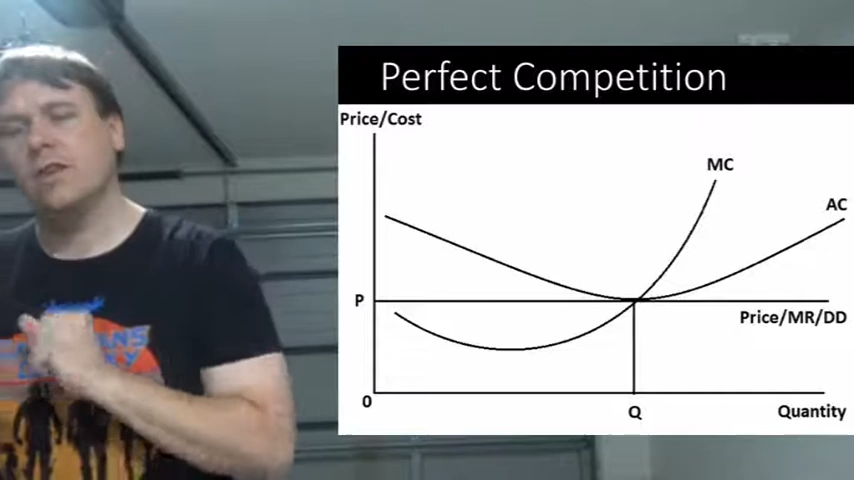 Perfect Competition
Price/Cost
MC
AC
P
Price/MR/DD
0
Q
Quantity